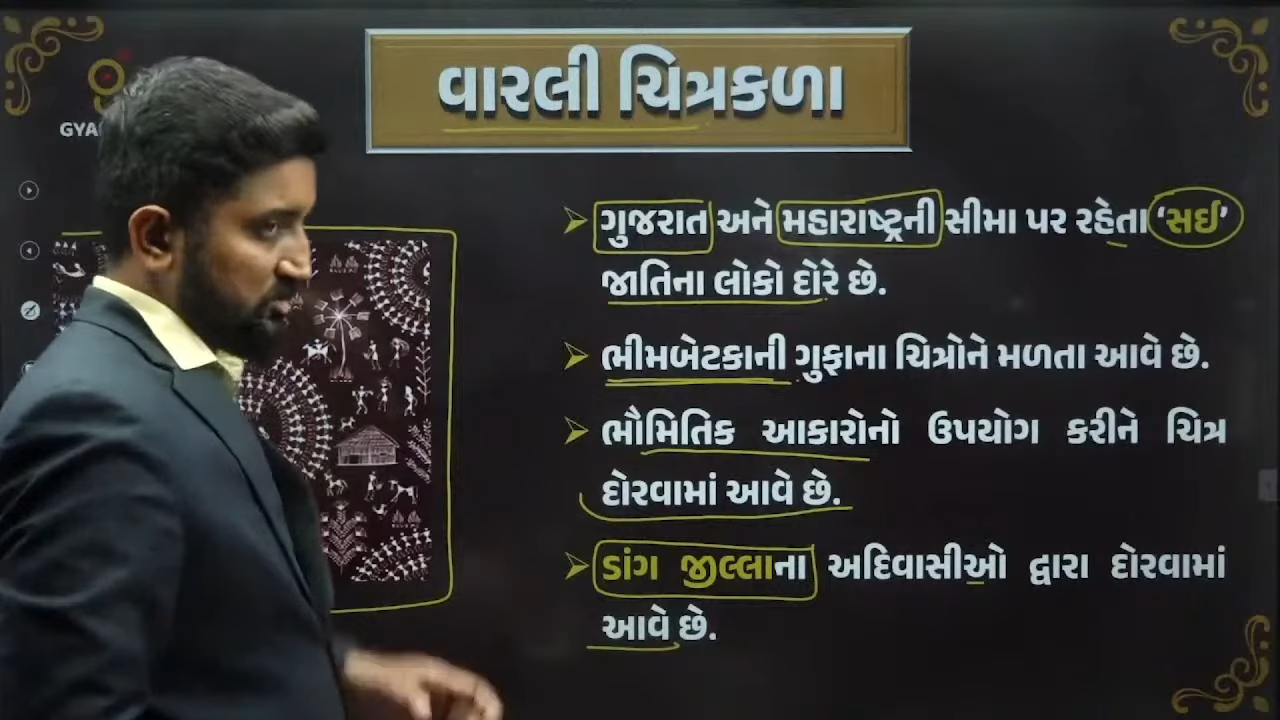 વારલી ચિત્રકળા
GYA
ગુજરાત અને મહારાષ્ટ્રની સીમા પર રહેતા ‘સઈ’
જાતિના લોકો દોરે છે.
ભીમબેટકાની ગુફાના ચિત્રોને મળતા આવે છે.
ભૌમિતિક આકારોનો ઉપયોગ કરીને ચિત્ર
દોરવામાં આવે છે.
ડાંગ જીલ્લાના અદિવાસીઓ દ્વારા દોરવામાં
આવે છે.